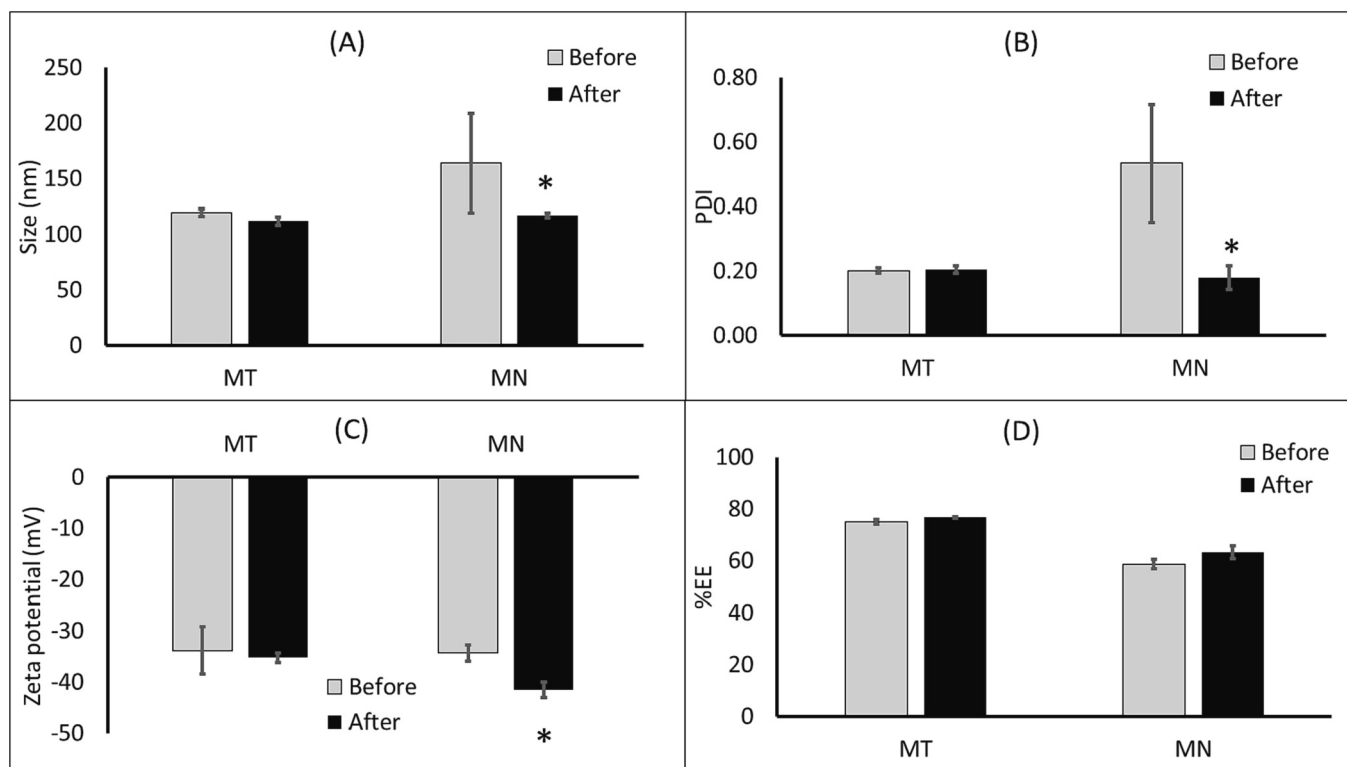 (A)
Before
After
250
200
150
100
50
0
Size (nm)
*
MT MN
(B)
Before
After
0.80
0.60
0.40
0.20
0.00
PDI
*
MT MN
(C)
MT MN
0
-10
-20
-30
-40
-50
Zeta potential (mV)
Before
After
*
(D)
Before
After
100
80
60
40
20
0
%EE
MT MN